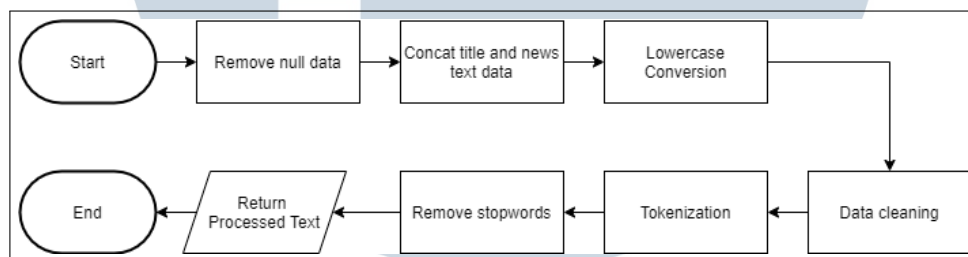 Start
Remove null data
Concat title and news
text data
Lowercase
Conversion
Data cleaning
Tokenization
Remove stopwords
Return
Processed Text
End